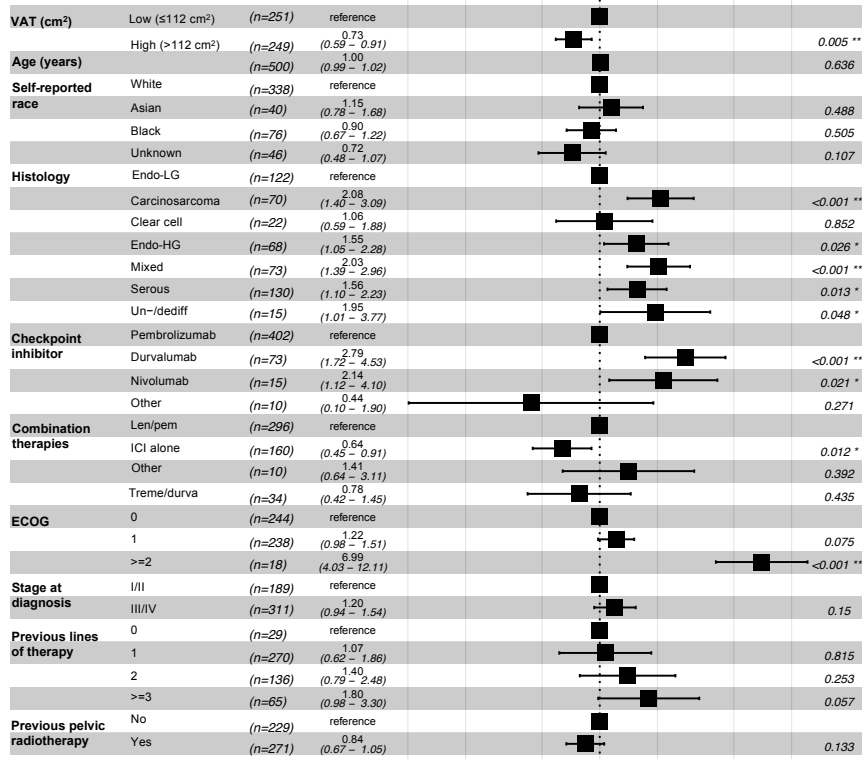 VAT (cm²) Low (≤112 cm²) (n=251) reference
High (>112 cm²) (n=249) 0.73 (0.59 – 0.91) 0.005 **
Age (years) (n=500) 1.00 (0.99 – 1.02) 0.636
Self-reported race White (n=338) reference
Asian (n=40) 1.15 (0.78 – 1.68) 0.488
Black (n=76) 0.90 (0.67 – 1.22) 0.505
Unknown (n=46) 0.72 (0.48 – 1.07) 0.107
Histology Endo-LG (n=122) reference
Carcinosarcoma (n=70) 2.08 (1.40 – 3.09) <0.001 **
Clear cell (n=22) 1.06 (0.59 – 1.88) 0.852
Endo-HG (n=68) 1.55 (1.05 – 2.28) 0.026 *
Mixed (n=73) 2.03 (1.39 – 2.96) <0.001 **
Serous (n=130) 1.56 (1.10 – 2.23) 0.013 *
Un−/dediff (n=15) 1.95 (1.01 – 3.77) 0.048 *
Checkpoint inhibitor Pembrolizumab (n=402) reference
Durvalumab (n=73) 2.79 (1.72 – 4.53) <0.001 **
Nivolumab (n=15) 2.14 (1.12 – 4.10) 0.021 *
Other (n=10) 0.44 (0.10 – 1.90) 0.271
Combination therapies Len/pem (n=296) reference
ICI alone (n=160) 0.64 (0.45 – 0.91) 0.012 *
Other (n=10) 1.41 (0.64 – 3.11) 0.392
Treme/durva (n=34) 0.78 (0.42 – 1.45) 0.435
ECOG 0 (n=244) reference
1 (n=238) 1.22 (0.98 – 1.51) 0.075
>=2 (n=18) 6.99 (4.03 – 12.11) <0.001 **
Stage at diagnosis I/II (n=189) reference
III/IV (n=311) 1.20 (0.94 – 1.54) 0.15
Previous lines of therapy 0 (n=29) reference
1 (n=270) 1.07 (0.62 – 1.86) 0.815
2 (n=136) 1.40 (0.79 – 2.48) 0.253
>=3 (n=65) 1.80 (0.98 – 3.30) 0.057
Previous pelvic radiotherapy No (n=229) reference
Yes (n=271) 0.84 (0.67 – 1.05) 0.133